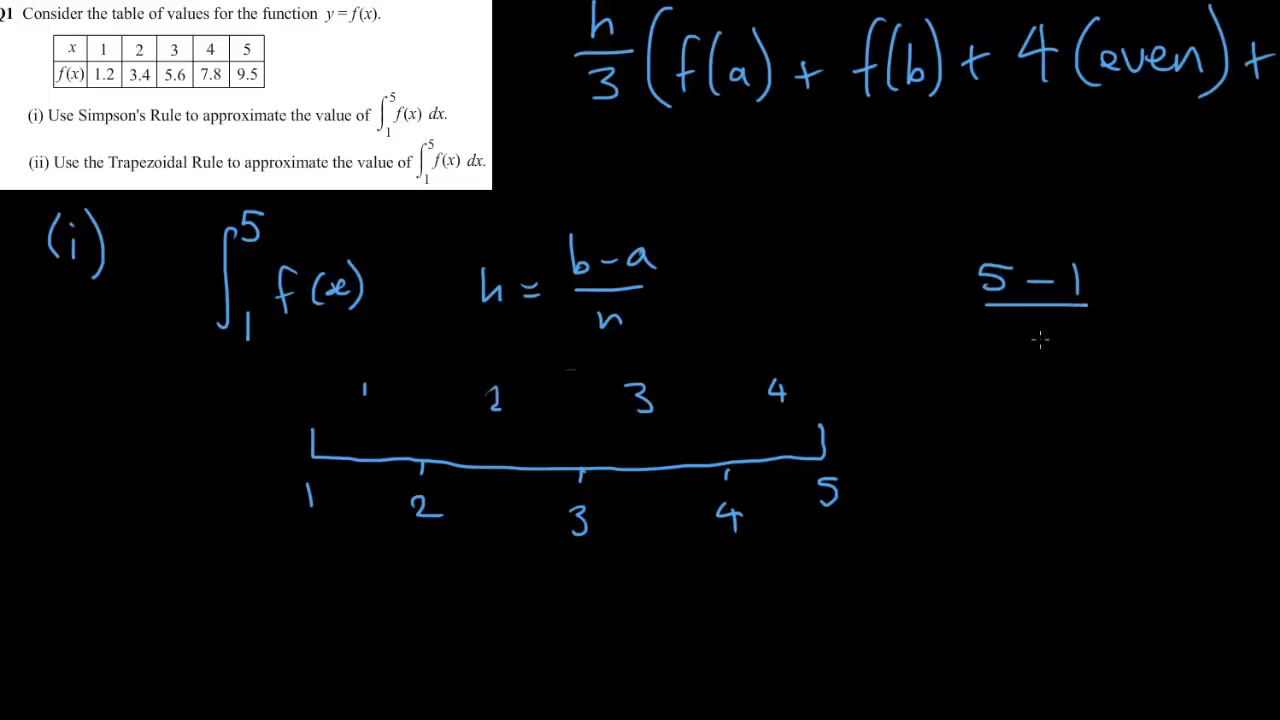 Q1 Consider the table of values for the function y = f(x).
x 1 2 3 4 5
f(x) 1.2 3.4 5.6 7.8 9.5
(i) Use Simpson's Rule to approximate the value of ∫₁⁵ f(x) dx.
(ii) Use the Trapezoidal Rule to approximate the value of ∫₁⁵ f(x) dx.
h/3 (f(a) + f(b) + 4 (even) +
(i) ∫₁⁵ f(x) h = b-a/n 5 - 1
1 2 3 4
1 2 3 4 5